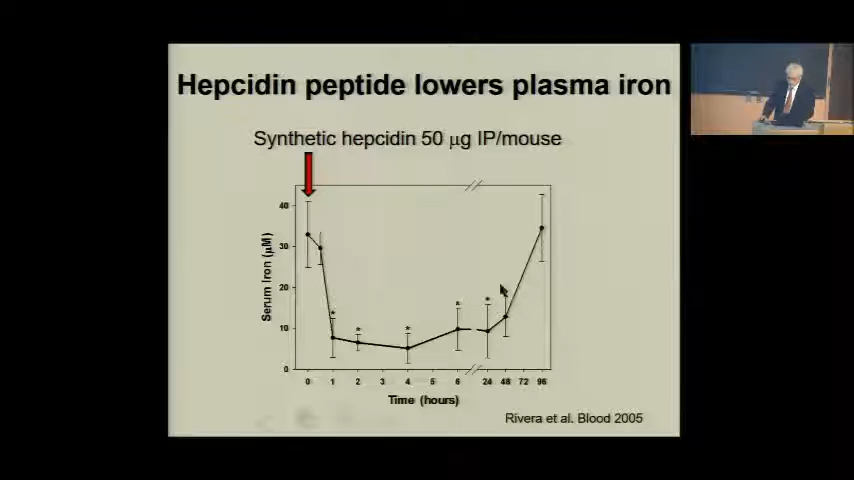 Hepcidin peptide lowers plasma iron
Synthetic hepcidin 50 μg IP/mouse
Serum Iron (μM)
40
30
20
10
0
* * * * *
0 1 2 3 4 5 6 24 48 72 96
Time (hours)
Rivera et al. Blood 2005